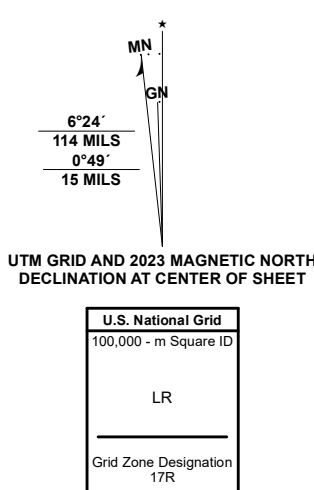 MN
GN
6°24´
114 MILS
0°49´
15 MILS
UTM GRID AND 2023 MAGNETIC NORTH
DECLINATION AT CENTER OF SHEET
U.S. National Grid
100,000 - m Square ID
LR
Grid Zone Designation
17R